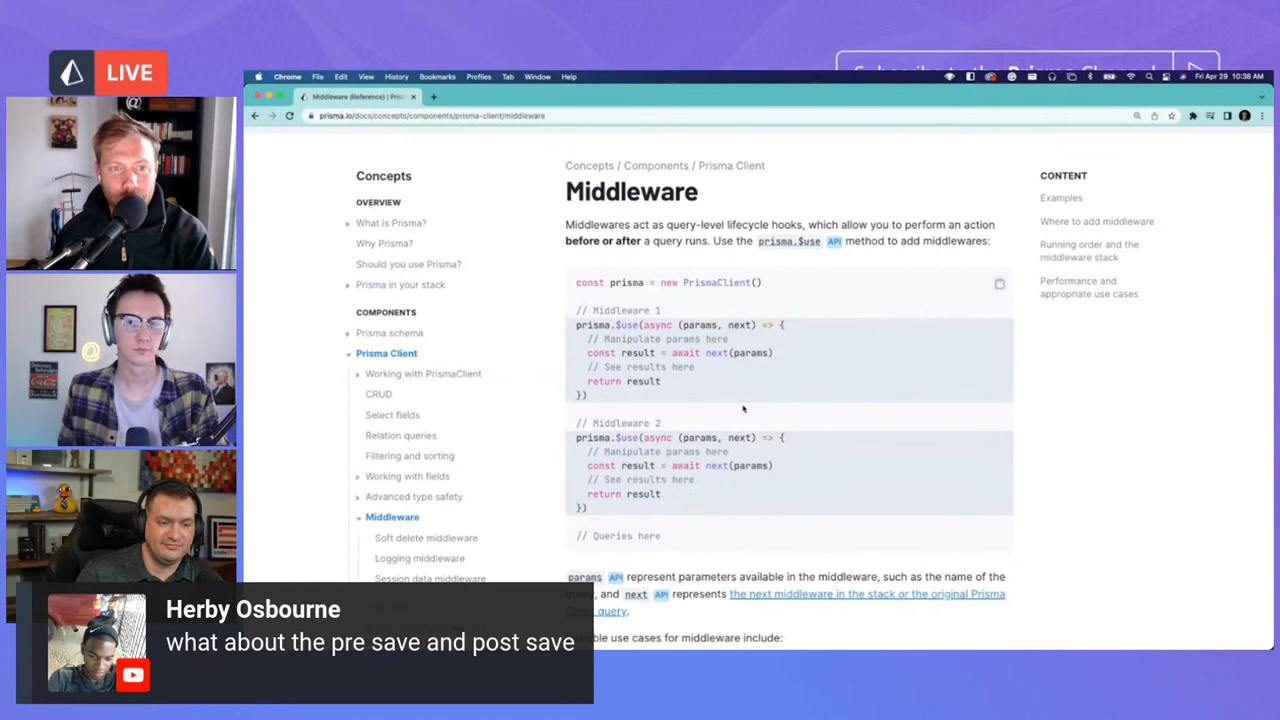 LIVE
Subscribe to the Prisma Channel
Chrome File Edit View History Bookmarks Profiles Tab Window Help
Fri Apr 29 10:38 AM
Middleware (Reference) | Pris
prisma.io/docs/concepts/components/prisma-client/middleware
Concepts
OVERVIEW
What is Prisma?
Why Prisma?
Should you use Prisma?
Prisma in your stack
COMPONENTS
Prisma schema
Prisma Client
Working with PrismaClient
CRUD
Select fields
Relation queries
Filtering and sorting
Working with fields
Advanced type safety
Middleware
Soft delete middleware
Logging middleware
Session data middleware
Concepts / Components / Prisma Client
Middleware
Middlewares act as query-level lifecycle hooks, which allow you to perform an action
before or after a query runs. Use the prisma.$use API method to add middlewares:
const prisma = new PrismaClient()
// Middleware 1
prisma.$use(async (params, next) => {
// Manipulate params here
const result = await next(params)
// See results here
return result
})
// Middleware 2
prisma.$use(async (params, next) => {
// Manipulate params here
const result = await next(params)
// See results here
return result
})
// Queries here
params API represent parameters available in the middleware, such as the name of the
query, and next API represents the next middleware in the stack or the original Prisma
Client query.
use cases for middleware include:
CONTENT
Examples
Where to add middleware
Running order and the
middleware stack
Performance and
appropriate use cases
Herby Osbourne
what about the pre save and post save